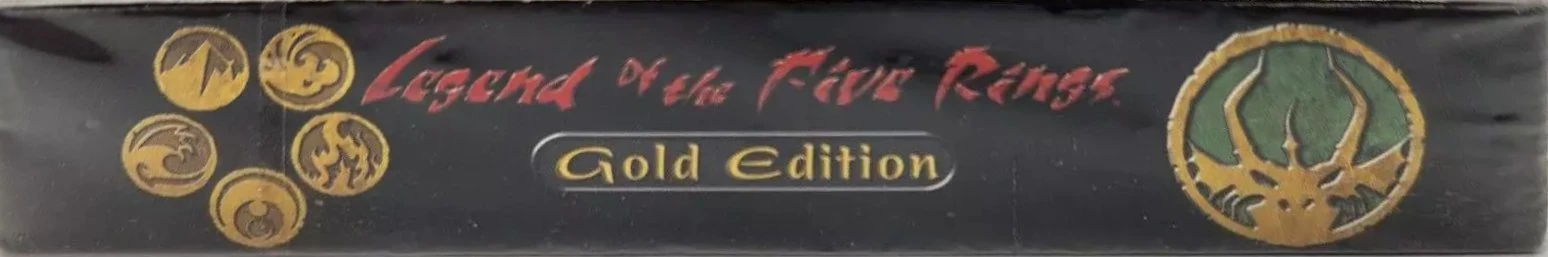 Legend of the Five Rings
Gold Edition